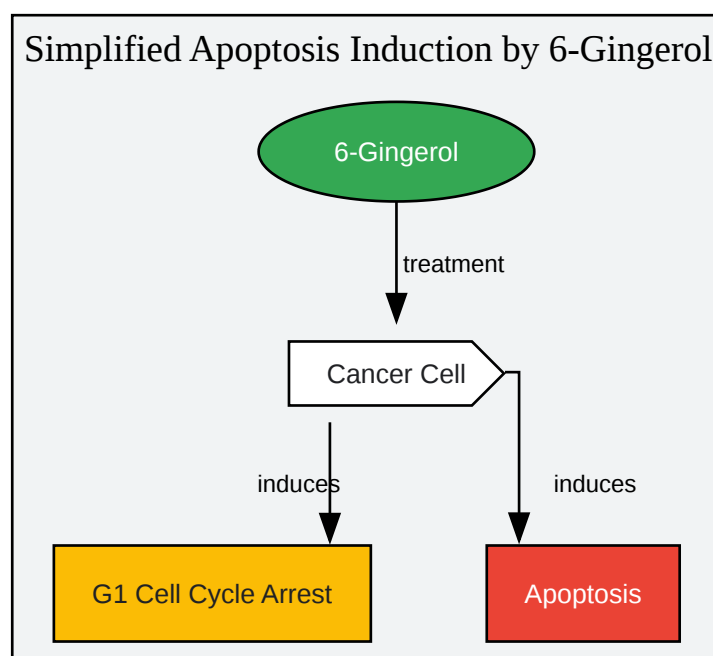 Simplified Apoptosis Induction by 6-Gingerol
6-Gingerol
treatment
Cancer Cell
induces
induces
G1 Cell Cycle Arrest
Apoptosis